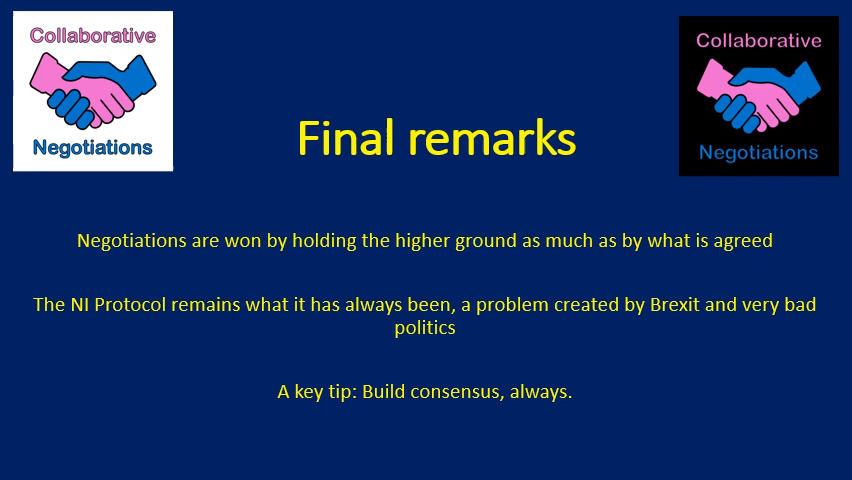 Collaborative
Negotiations
Collaborative
Negotiations
Final remarks
Negotiations are won by holding the higher ground as much as by what is agreed
The NI Protocol remains what it has always been, a problem created by Brexit and very bad
politics
A key tip: Build consensus, always.